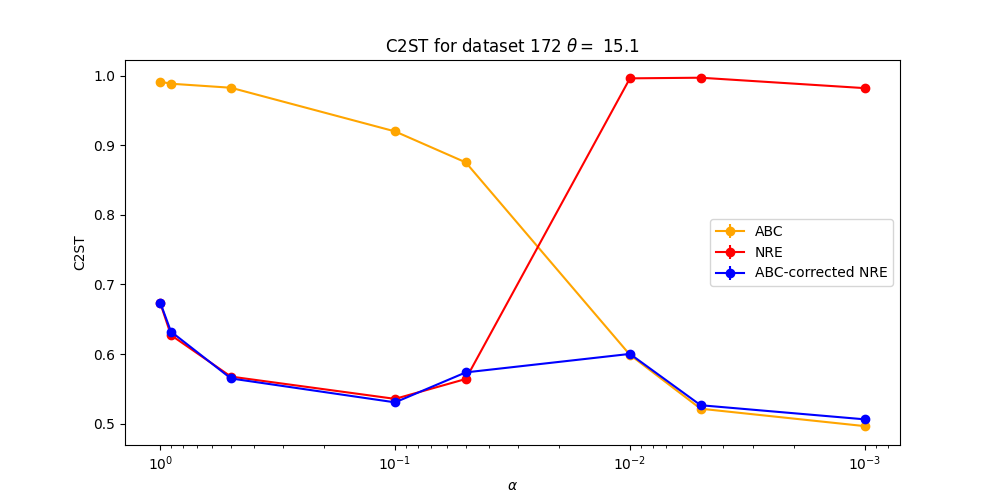 C2ST for dataset 172 θ = 15.1
C2ST
1.0
0.9
0.8
0.7
0.6
0.5
ABC
NRE
ABC-corrected NRE
10⁰
10⁻¹
10⁻²
10⁻³
α